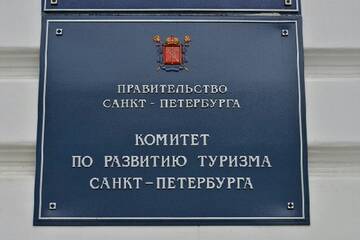 ПРАВИТЕЛЬСТВО
САНКТ - ПЕТЕРБУРГА
КОМИТЕТ
ПО РАЗВИТИЮ ТУРИЗМА
САНКТ-ПЕТЕРБУРГА